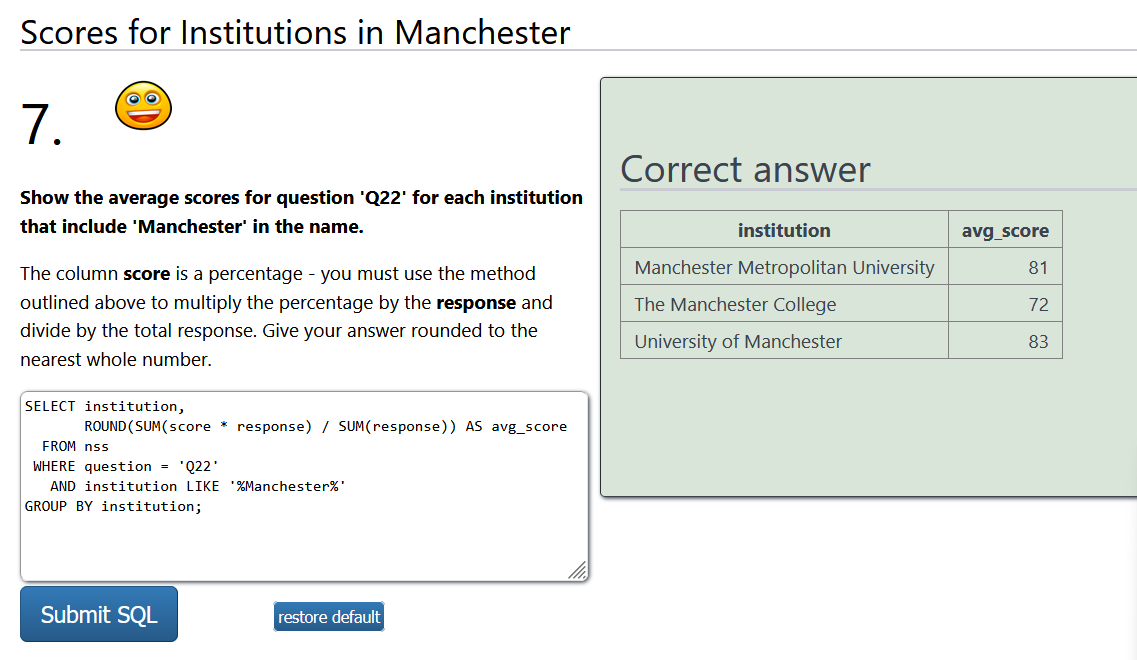 Scores for Institutions in Manchester
7.
Show the average scores for question 'Q22' for each institution
that include 'Manchester' in the name.
The column score is a percentage - you must use the method
outlined above to multiply the percentage by the response and
divide by the total response. Give your answer rounded to the
nearest whole number.
SELECT institution,
       ROUND(SUM(score * response) / SUM(response)) AS avg_score
  FROM nss
 WHERE question = 'Q22'
   AND institution LIKE '%Manchester%'
GROUP BY institution;
Submit SQL
restore default
Correct answer
institution avg_score
Manchester Metropolitan University 81
The Manchester College 72
University of Manchester 83